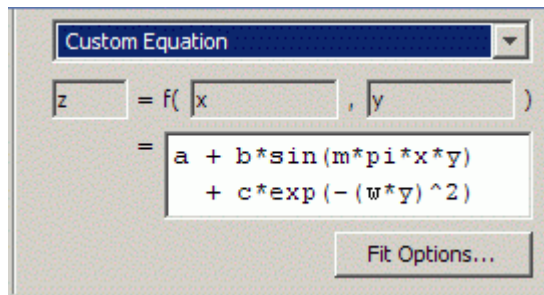 Custom Equation
z = f( x , y )
= a + b*sin(m*pi*x*y)
+ c*exp(-(w*y)^2)
Fit Options...